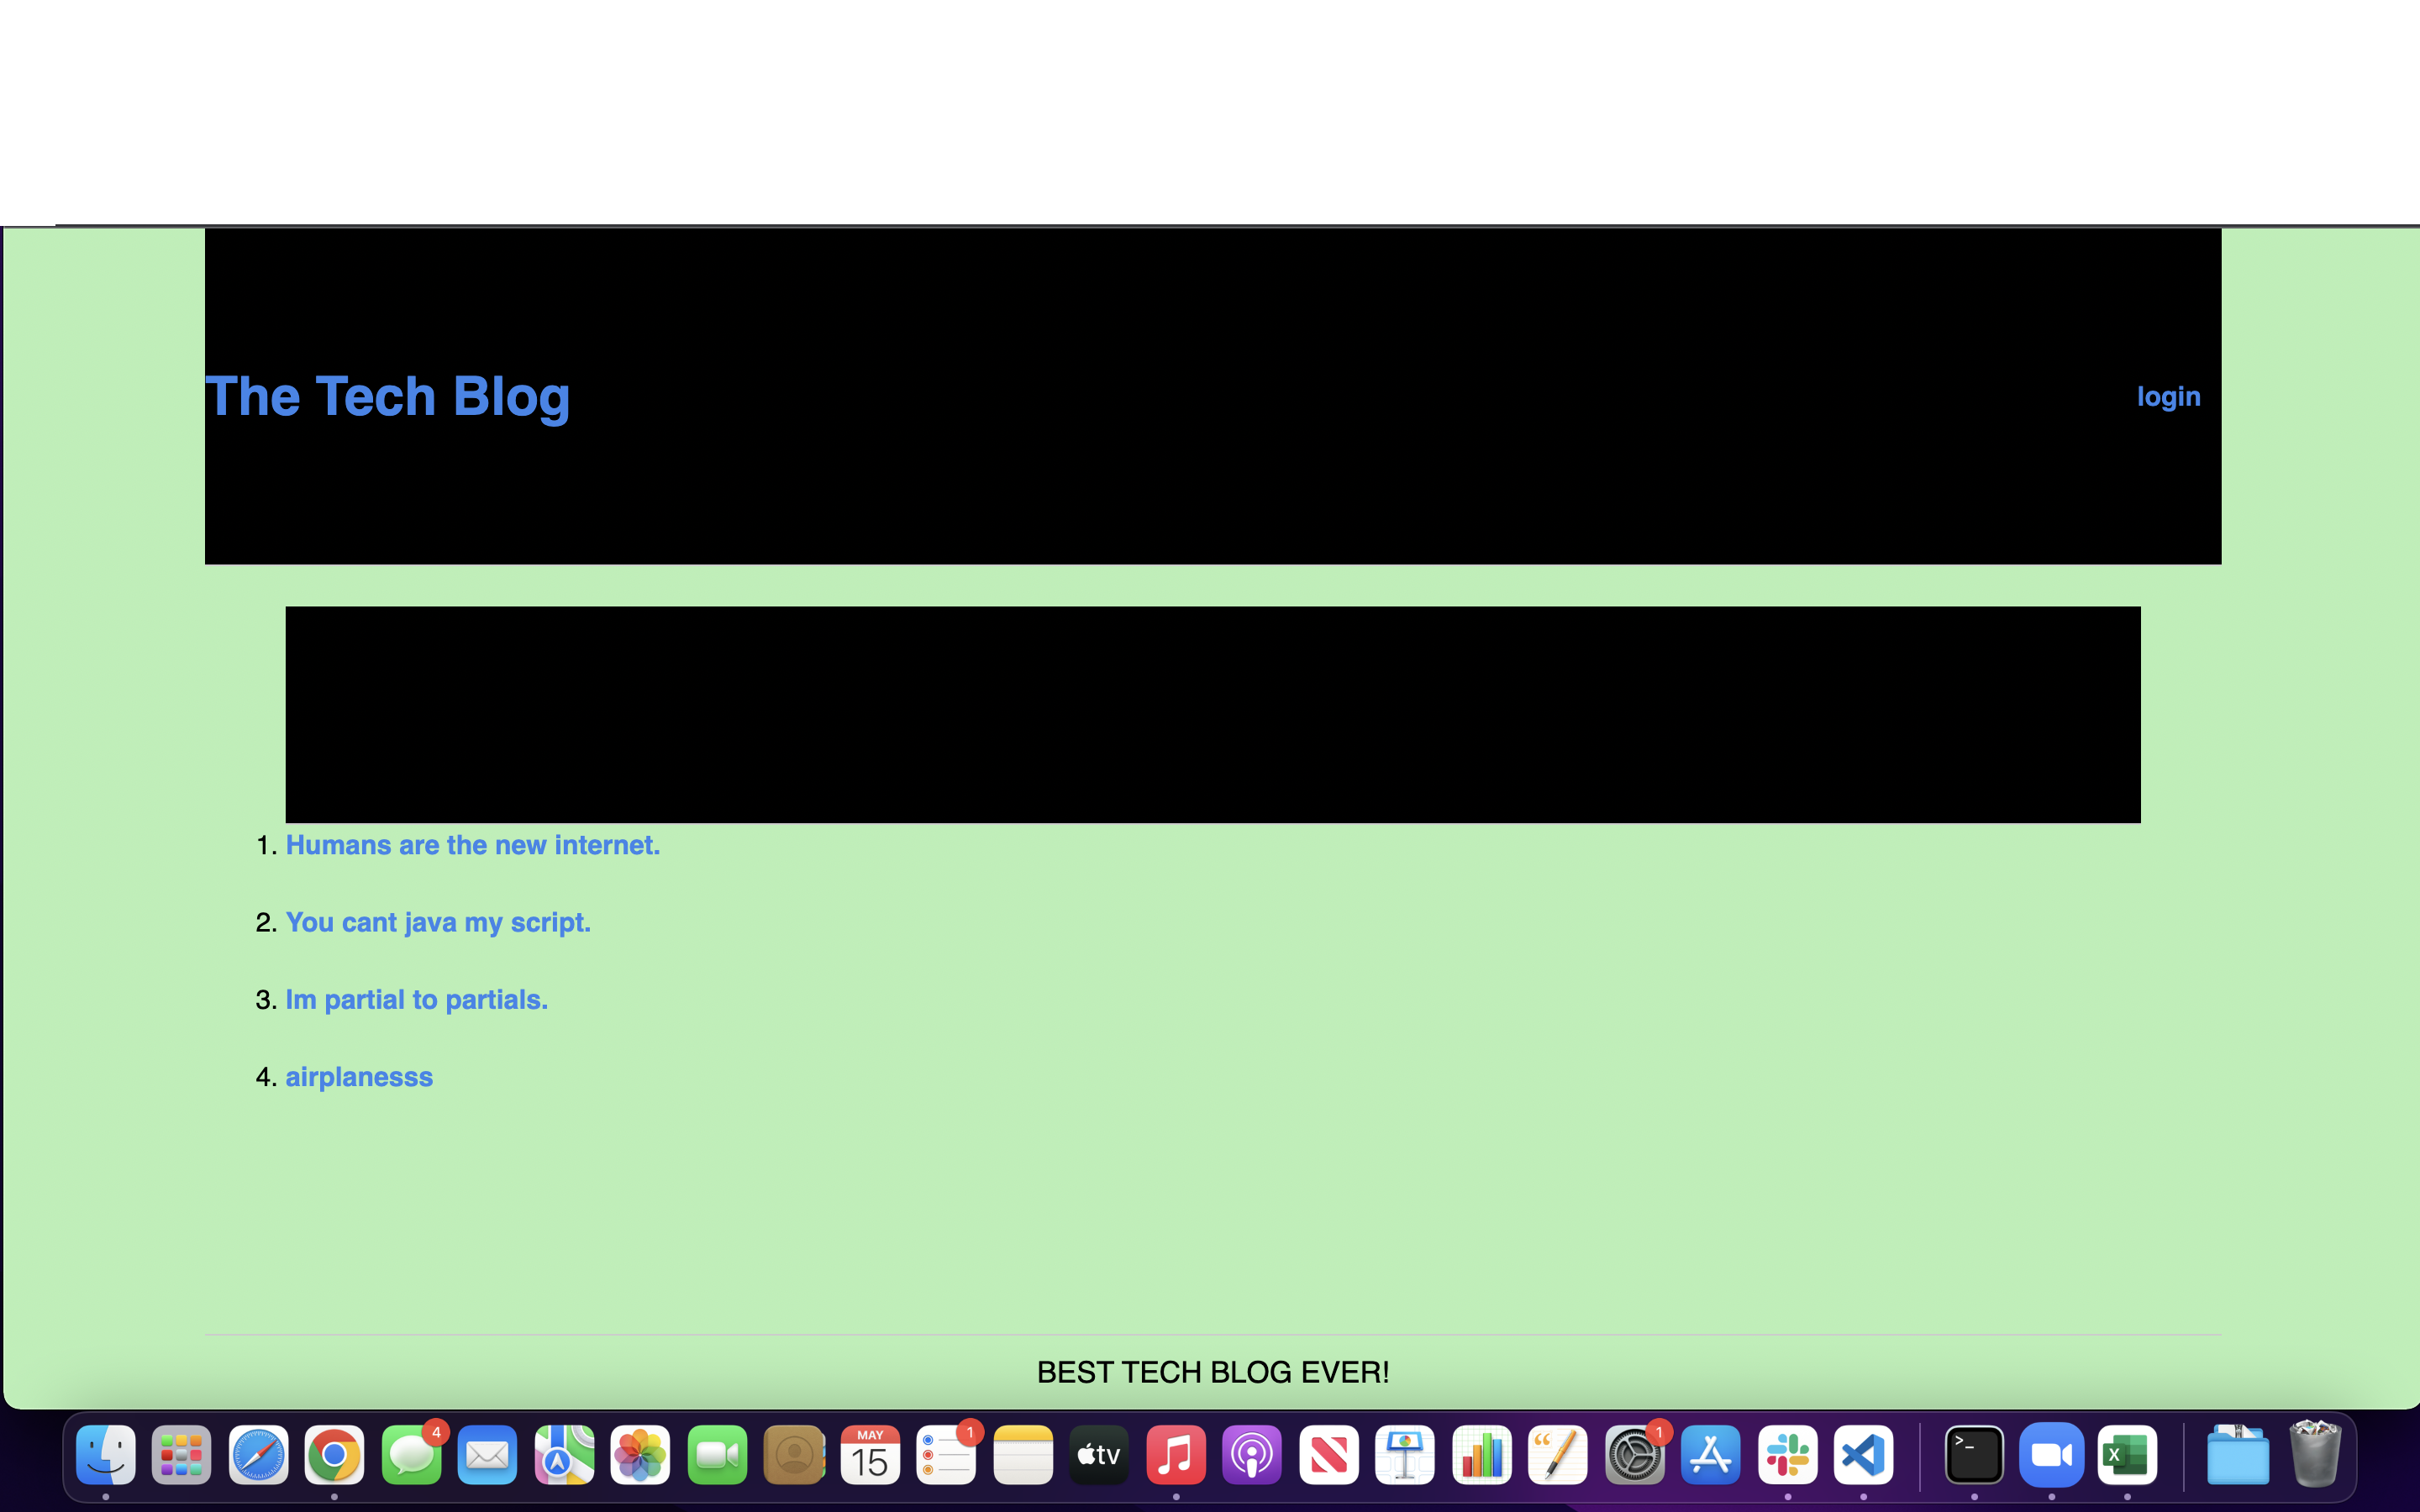 The Tech Blog
login
1. Humans are the new internet.
2. You cant java my script.
3. Im partial to partials.
4. airplanesss
BEST TECH BLOG EVER!
4
MAY
15
1
tv
1
>_
X